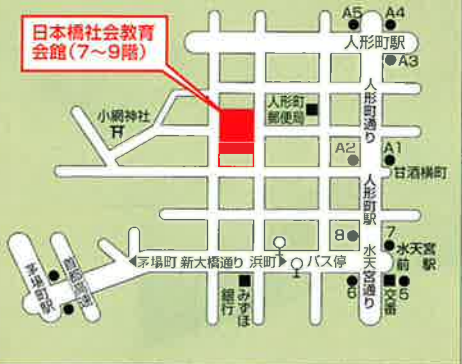 日本橋社会教育
会館(7~9階)
A5
A4
人形町駅
A3
人形町通り
人形町
郵便局
小網神社
A2
A1
甘酒横町
人形町駅
8
7
水天宮
前
駅
水天宮通り
茅場町
新大橋通り
浜町
バス停
茅場町駅
首都高速
みずほ
銀行
6
交番
5